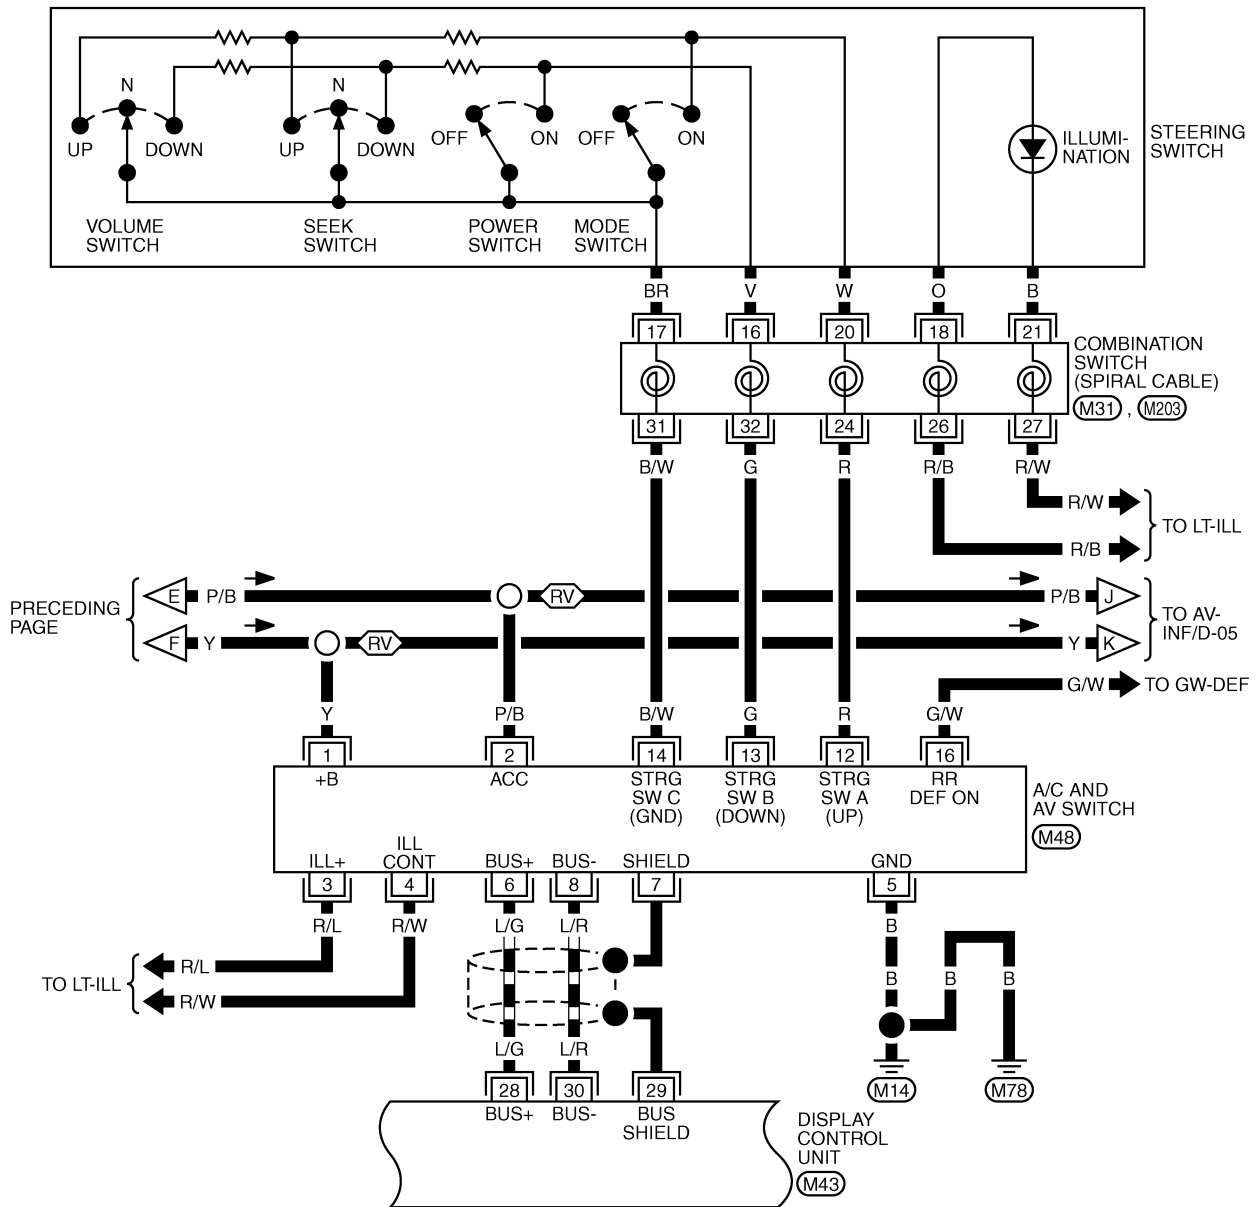 N
N
UP
DOWN
UP
DOWN
OFF
ON
OFF
ON
ILLUMI-
NATION
STEERING
SWITCH
VOLUME
SWITCH
SEEK
SWITCH
POWER
SWITCH
MODE
SWITCH
BR
V
W
O
B
17
16
20
18
21
COMBINATION
SWITCH
(SPIRAL CABLE)
M31 , M203
31
32
24
26
27
B/W
G
R
R/B
R/W
R/W
R/B
TO LT-ILL
PRECEDING
PAGE
E
P/B
RV
P/B
J
F
Y
RV
Y
K
TO AV-
INF/D-05
G/W
TO GW-DEF
Y
P/B
B/W
G
R
G/W
1
2
14
13
12
16
+B
ACC
STRG
SW C
(GND)
STRG
SW B
(DOWN)
STRG
SW A
(UP)
RR
DEF ON
A/C AND
AV SWITCH
M48
ILL+
ILL
CONT
BUS+
BUS-
SHIELD
GND
3
4
6
8
7
5
R/L
R/W
L/G
L/R
B
TO LT-ILL
R/L
R/W
B
B
B
L/G
L/R
28
30
29
M14
M78
BUS+
BUS-
BUS
SHIELD
DISPLAY
CONTROL
UNIT
M43